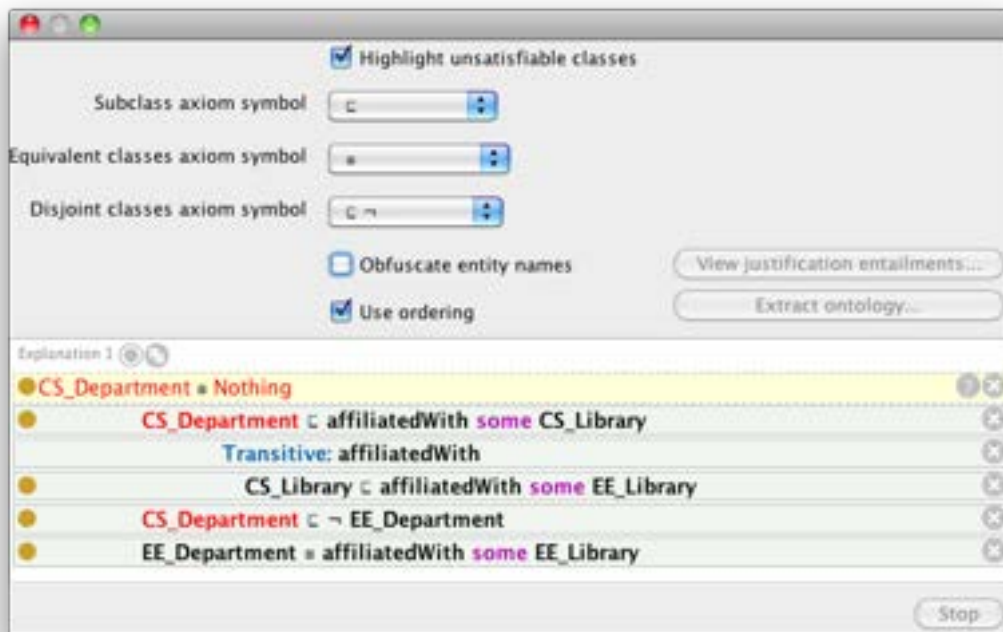 Highlight unsatisfiable classes
Subclass axiom symbol ⊑
Equivalent classes axiom symbol ≡
Disjoint classes axiom symbol ⊑ ¬
Obfuscate entity names View justification entailments...
Use ordering Extract ontology...
Explanation 1
CS_Department ≡ Nothing
CS_Department ⊑ affiliatedWith some CS_Library
Transitive: affiliatedWith
CS_Library ⊑ affiliatedWith some EE_Library
CS_Department ⊑ ¬ EE_Department
EE_Department ≡ affiliatedWith some EE_Library
Stop